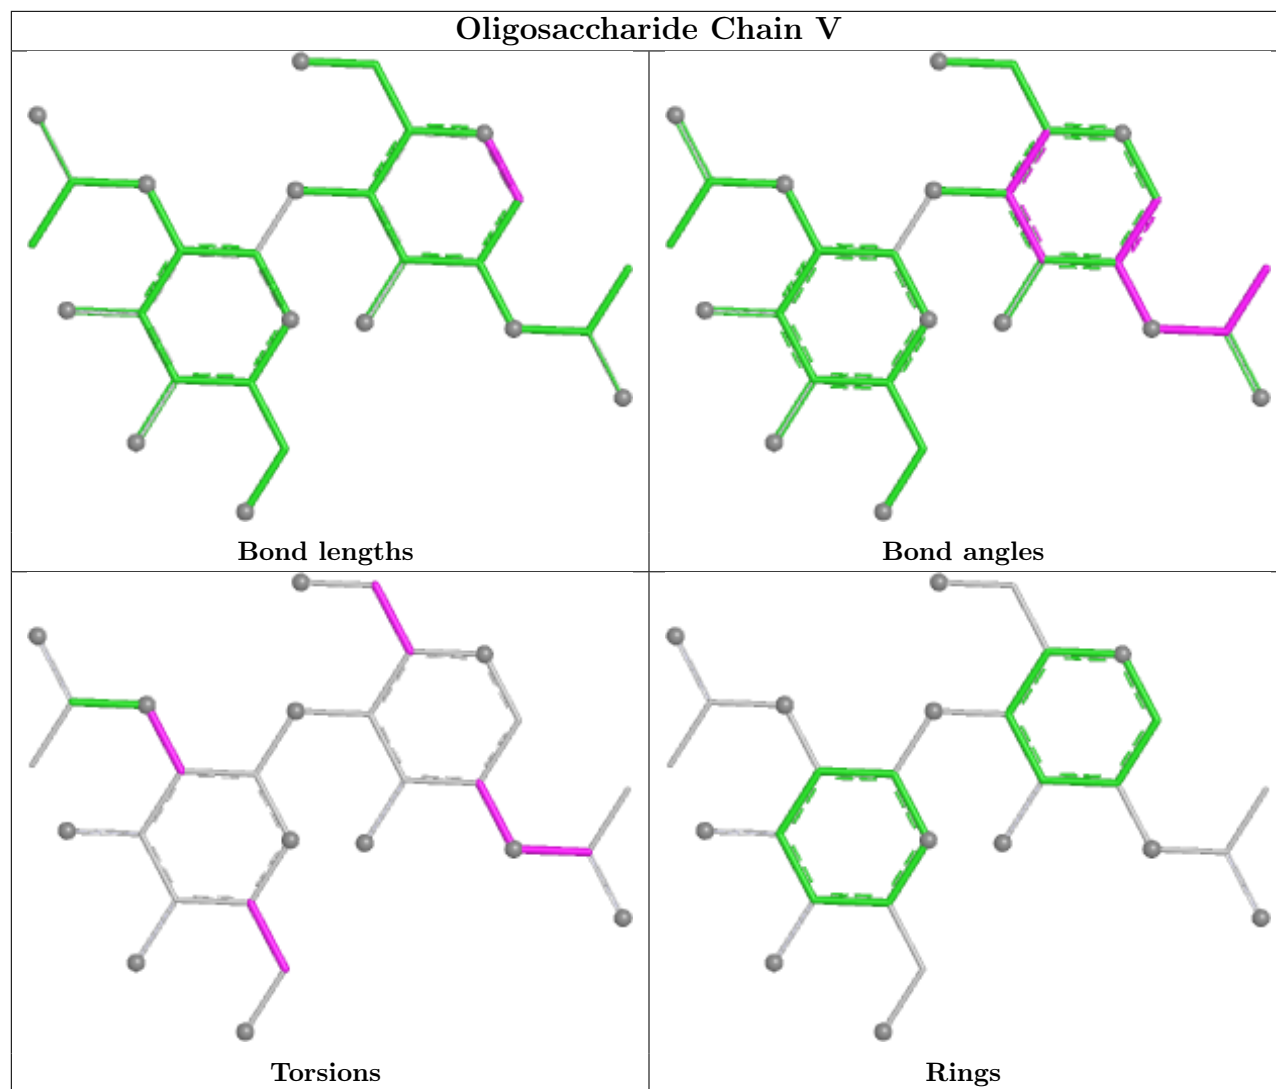 Oligosaccharide Chain V
Bond lengths
Bond angles
Torsions
Rings